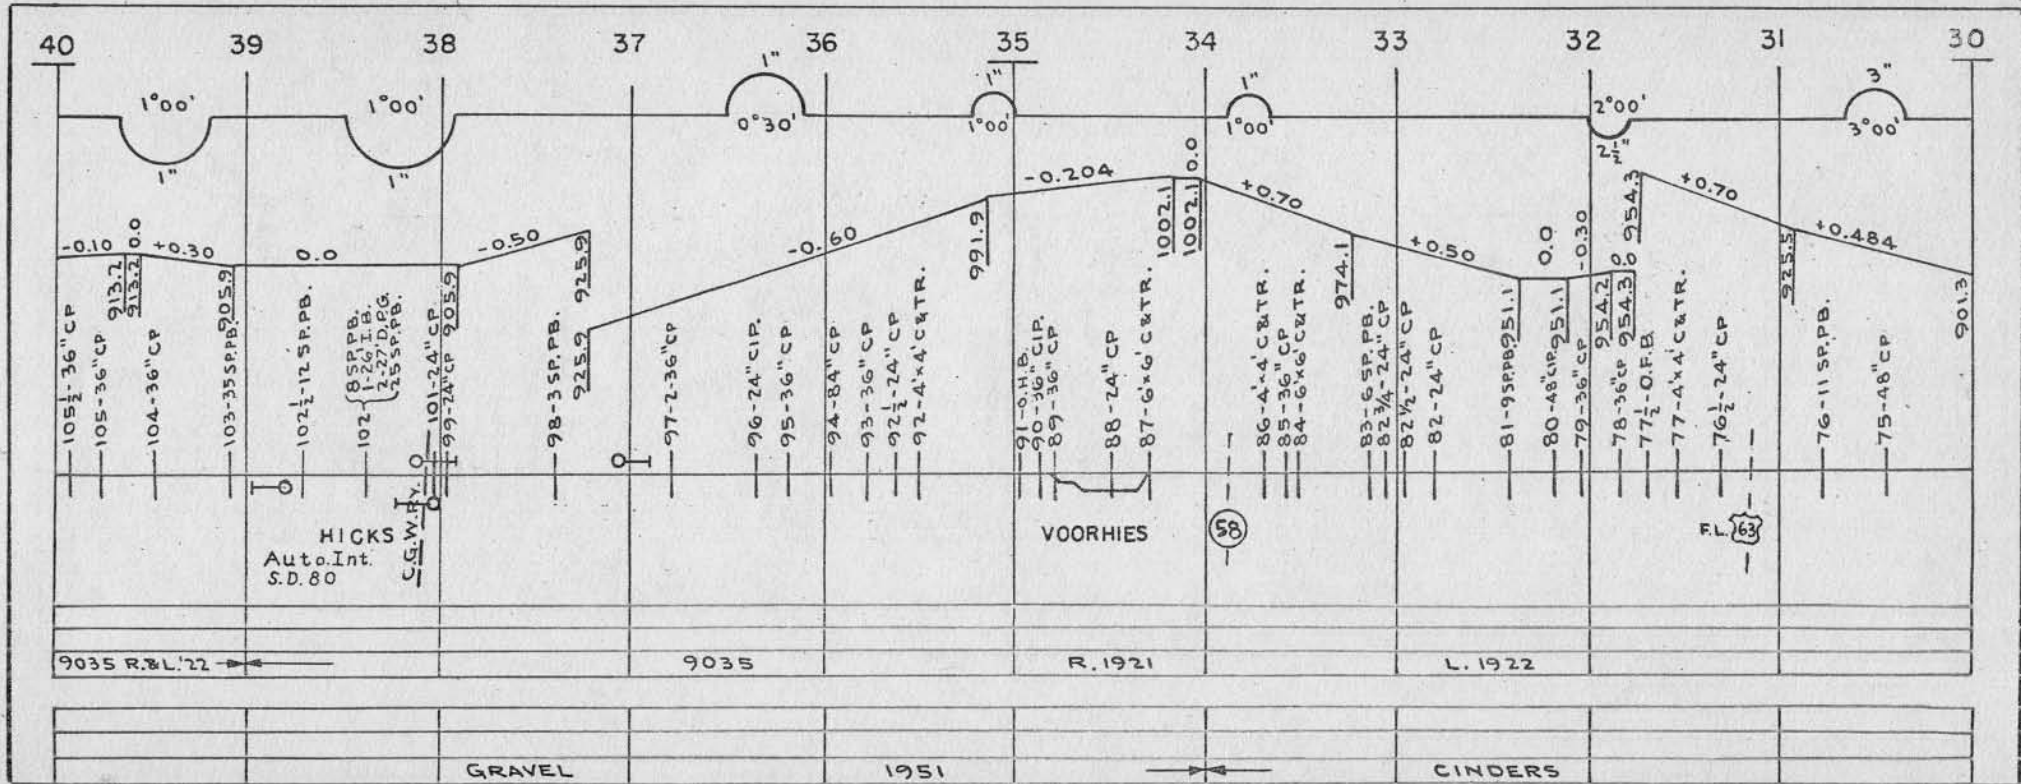 40 39 38 37 36 35 34 33 32 31 30
1°00' 1°00' 1" 1" 1" 2°00' 3"
0°30' 1°00' 1°00' 3°00'
1" 1" 2½"
-0.10 0.0 +0.30 0.0 -0.50 -0.60 -0.204 0.0 +0.70 +0.50 0.0 -0.30 0.0 +0.70 +0.484
913.2
913.2
905.9
905.9
925.9
925.9
991.9
1002.1
1002.1
974.1
951.1
951.1
954.2
954.3
954.3
925.5
901.3
105½-36"CP
105-36"CP
104-36"CP
103-35 SP.PB.
102½-12 SP.PB.
102
8 SP.PB.
1-26' I.B.
2-27' D.P.G.
25 SP.PB.
101-24"CP
99-24"CP
98-3 SP. PB.
97-2-36"CP
96-24"CIP.
95-36"CP.
94-84"CP
93-36"CP
92½-24"CP
92-4'x4' C&TR.
91-O.H.B.
90-36"CIP.
89-36"CP
88-24"CP
87-6'x6' C&TR.
86-4'x4' C&TR.
85-36"CP
84-6'x6' C&TR.
83-6 SP. PB.
82¾-24"CP
82½-24"CP
82-24"CP
81-9 SP.PB
80-48"CIP
79-36"CP
78-36"CP
77½-O.F.B.
77-4'x4' C&TR.
76½-24"CP
76-11 SP. PB.
75-48"CP
HICKS
Auto.Int.
S.D.80
C.G.W.RY.
VOORHIES
58
F.L. 63
9035 R.&L.'22 9035 R.1921 L.1922
GRAVEL 1951 CINDERS